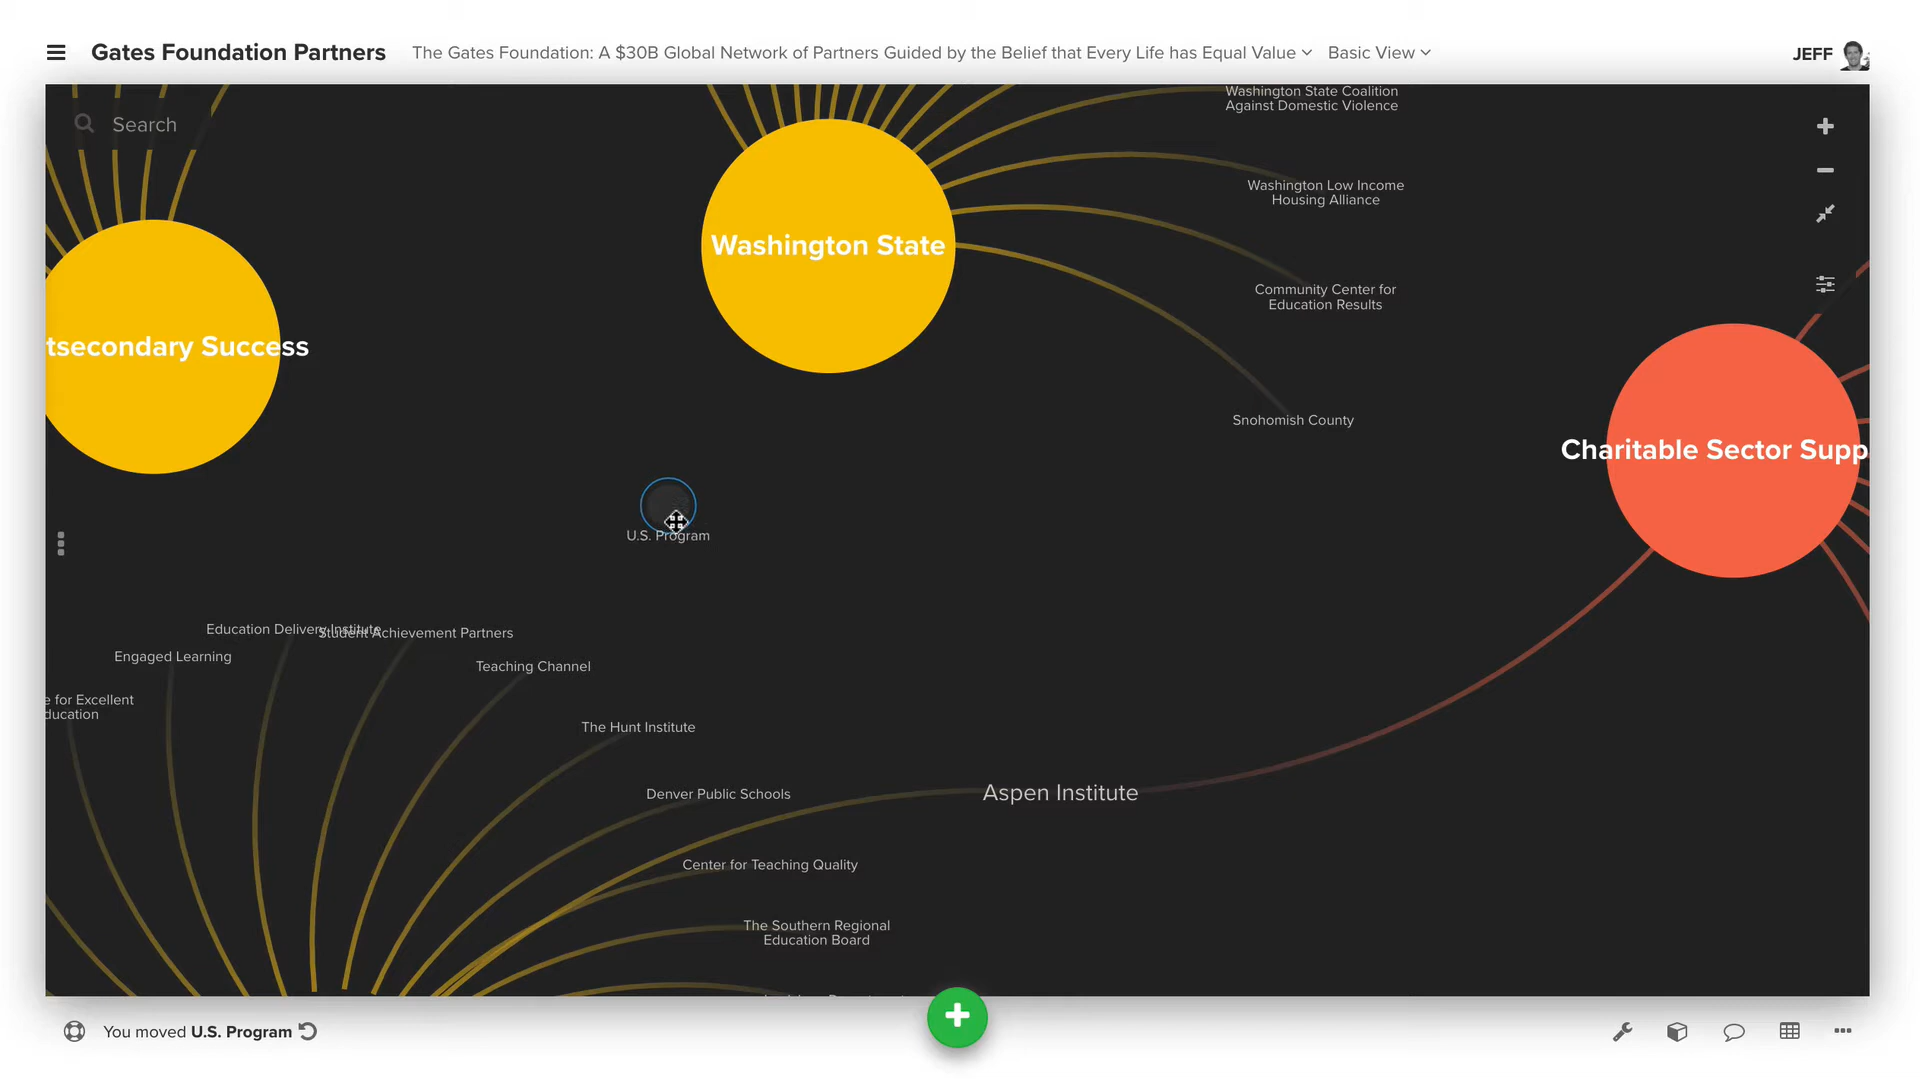 Gates Foundation Partners
The Gates Foundation: A $30B Global Network of Partners Guided by the Belief that Every Life has Equal Value
Basic View
JEFF
Search
Washington State Coalition
Against Domestic Violence
Washington Low Income
Housing Alliance
Washington State
Community Center for
Education Results
tsecondary Success
Snohomish County
Charitable Sector Supp
U.S. Program
Education Delivery Institute
Student Achievement Partners
Engaged Learning
Teaching Channel
e for Excellent
ducation
The Hunt Institute
Denver Public Schools
Aspen Institute
Center for Teaching Quality
The Southern Regional
Education Board
You moved U.S. Program